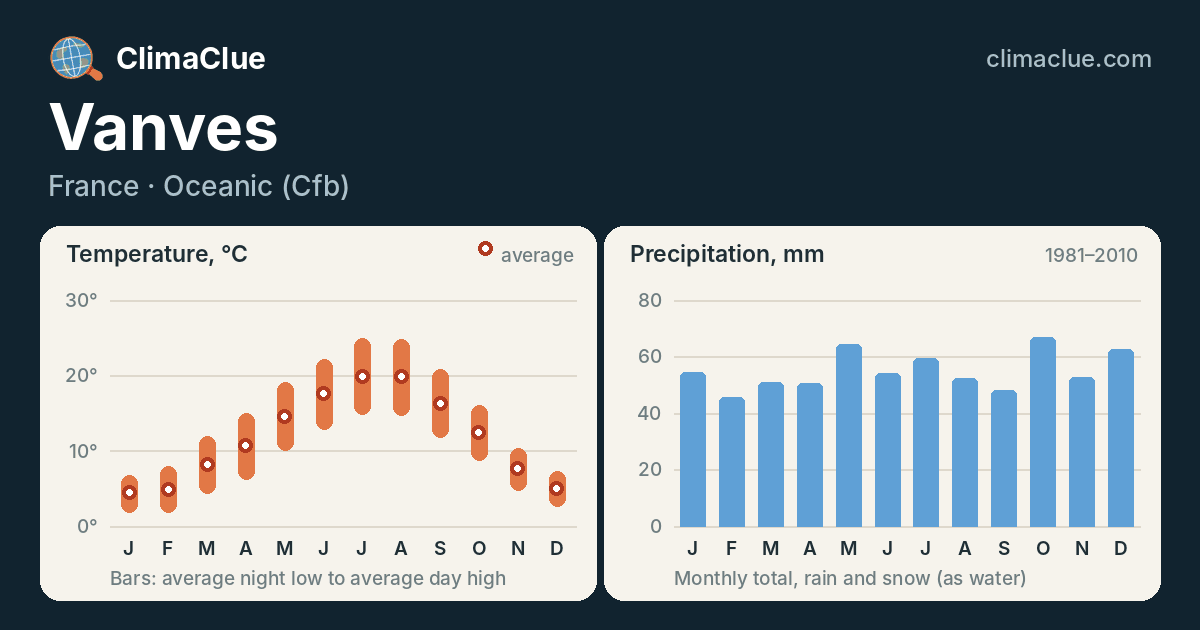 ClimaClue
climaclue.com
Vanves
France · Oceanic (Cfb)
Temperature, °C
average
30°
20°
10°
0°
J F M A M J J A S O N D
Bars: average night low to average day high
Precipitation, mm
1981–2010
80
60
40
20
0
J F M A M J J A S O N D
Monthly total, rain and snow (as water)